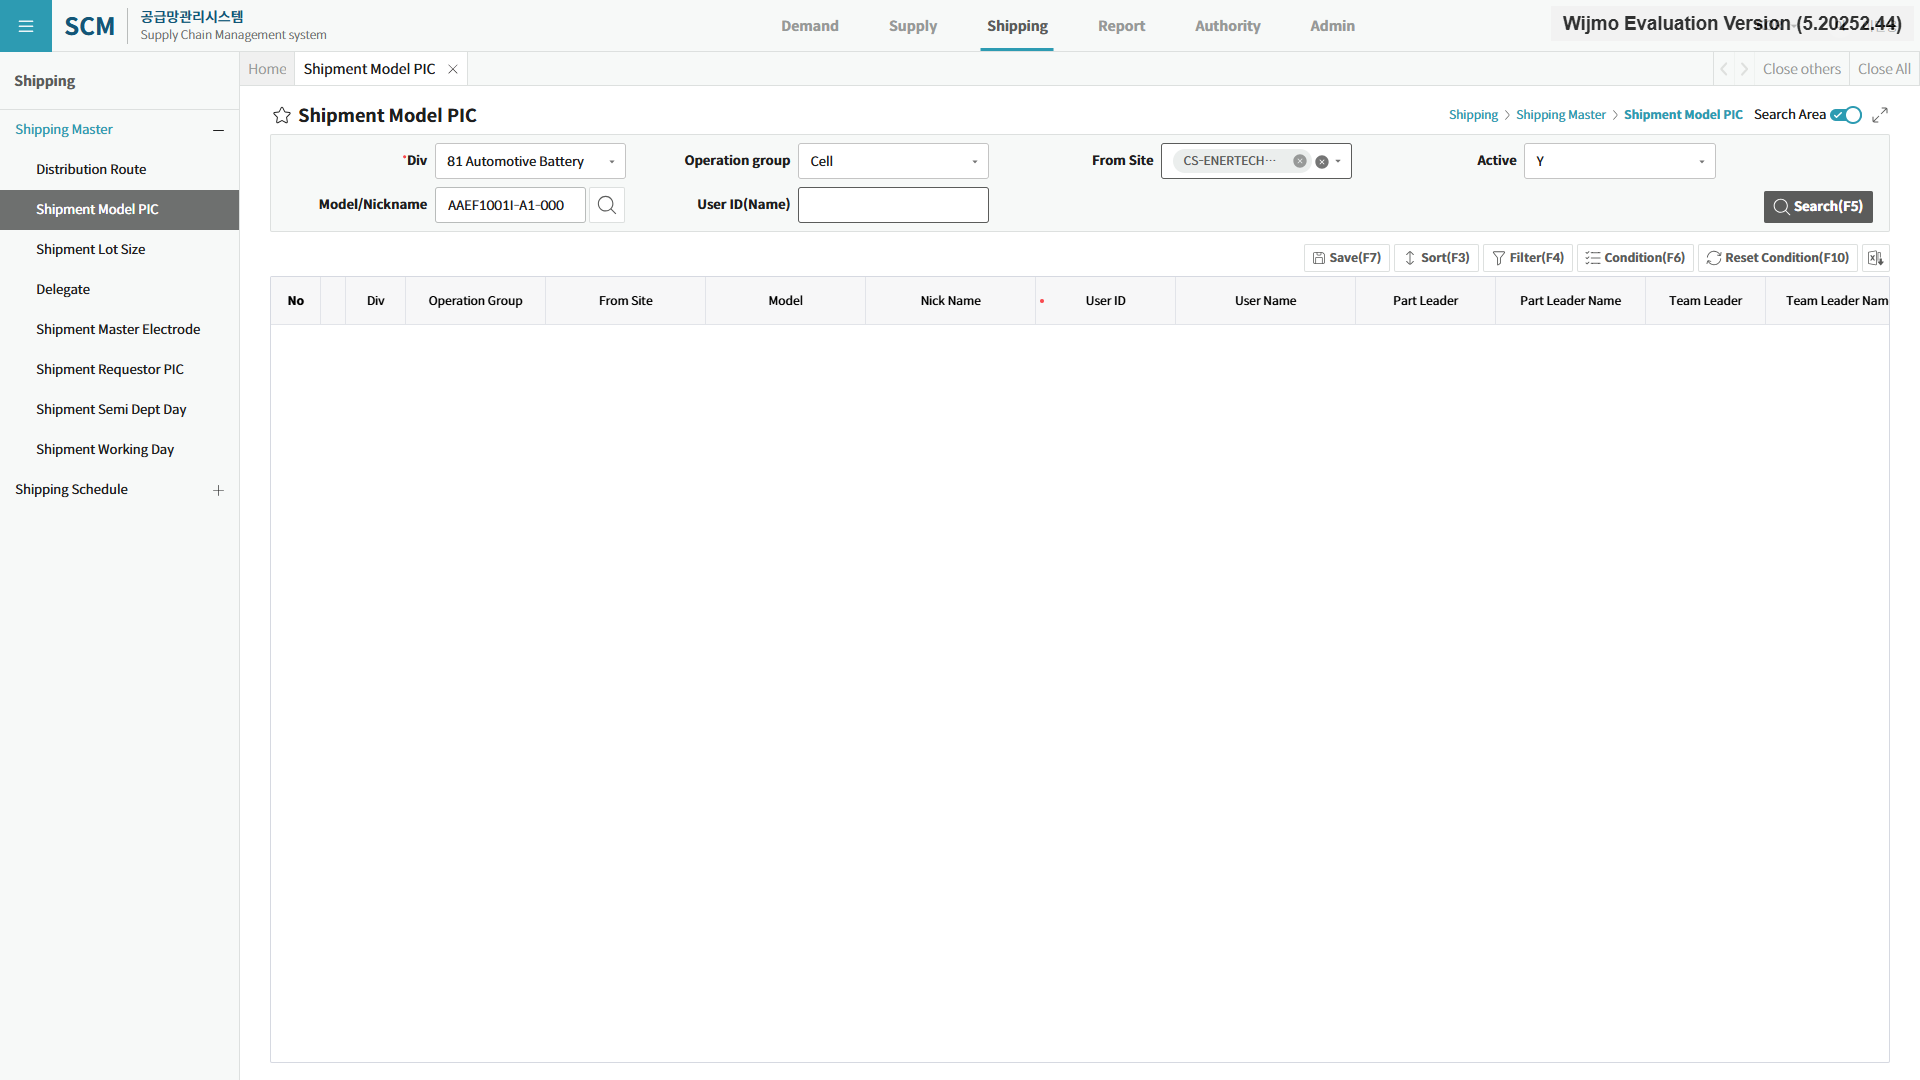 SCM
공급망관리시스템
Supply Chain Management system
Demand
Supply
Shipping
Report
Authority
Admin
Wijmo Evaluation Version (5.20252.44)
Shipping
Home
Shipment Model PIC
Close others
Close All
Shipping Master
Distribution Route
Shipment Model PIC
Shipment Lot Size
Delegate
Shipment Master Electrode
Shipment Requestor PIC
Shipment Semi Dept Day
Shipment Working Day
Shipping Schedule
Shipment Model PIC
Shipping > Shipping Master > Shipment Model PIC
Search Area
*Div
81 Automotive Battery
Operation group
Cell
From Site
CS-ENERTECH···
Active
Y
Model/Nickname
AAEF1001I-A1-000
User ID(Name)
Search(F5)
Save(F7)
Sort(F3)
Filter(F4)
Condition(F6)
Reset Condition(F10)
No
Div
Operation Group
From Site
Model
Nick Name
User ID
User Name
Part Leader
Part Leader Name
Team Leader
Team Leader Nam